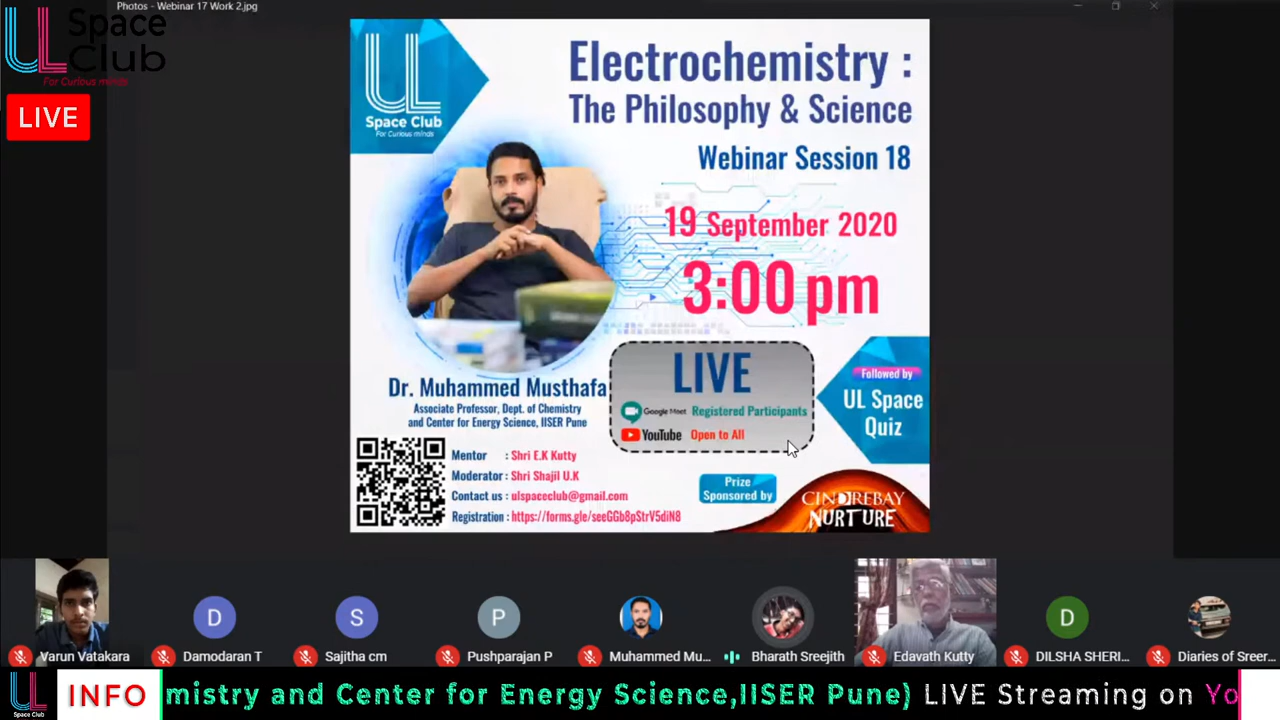 Photos - Webinar 17 Work 2.jpg
UL Space
Club
For Curious minds
LIVE
UL
Space Club
For Curious minds
Electrochemistry :
The Philosophy & Science
Webinar Session 18
19 September 2020
3:00 pm
Dr. Muhammed Musthafa
Associate Professor, Dept. of Chemistry
and Center for Energy Science, IISER Pune
LIVE
Google Meet Registered Participants
YouTube Open to All
Followed by
UL Space
Quiz
Mentor : Shri E.K Kutty
Moderator : Shri Shajil U.K
Contact us : ulspaceclub@gmail.com
Registration : https://forms.gle/seeGGb8pStrV5diN8
Prize
Sponsored by
CINDREBAY
NURTURE
Varun Vatakara
D
Damodaran T
S
Sajitha cm
P
Pushparajan P
Muhammed Mu...
Bharath Sreejith
Edavath Kutty
D
DILSHA SHERI...
Diaries of Sreer...
UL
Space Club
INFO
mistry and Center for Energy Science,IISER Pune) LIVE Streaming on Yo